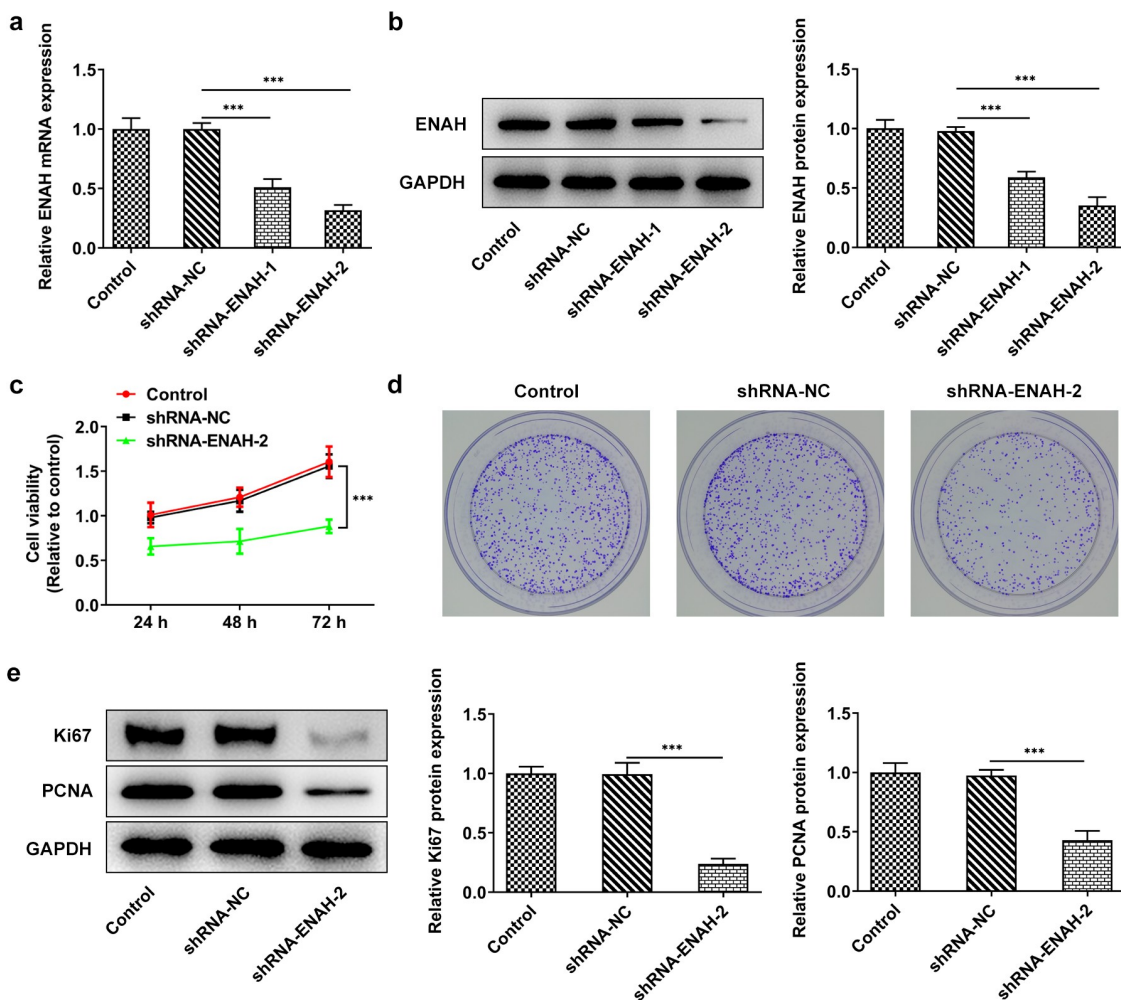 a
Relative ENAH mRNA expression
1.5
1.0
0.5
0.0
***
***
Control
shRNA-NC
shRNA-ENAH-1
shRNA-ENAH-2
b
ENAH
GAPDH
Control
shRNA-NC
shRNA-ENAH-1
shRNA-ENAH-2
Relative ENAH protein expression
1.5
1.0
0.5
0.0
***
***
Control
shRNA-NC
shRNA-ENAH-1
shRNA-ENAH-2
c
Control
shRNA-NC
shRNA-ENAH-2
Cell viability
(Relative to control)
2.0
1.5
1.0
0.5
0.0
***
24 h 48 h 72 h
d
Control shRNA-NC shRNA-ENAH-2
e
Ki67
PCNA
GAPDH
Control
shRNA-NC
shRNA-ENAH-2
Relative Ki67 protein expression
1.5
1.0
0.5
0.0
***
Control
shRNA-NC
shRNA-ENAH-2
Relative PCNA protein expression
1.5
1.0
0.5
0.0
***
Control
shRNA-NC
shRNA-ENAH-2